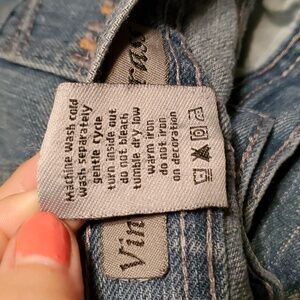 Machine wash cold
wash separately
gentle cycle
turn inside out
do not bleach
tumble dry low
warm iron
do not iron
on decoration
Vin